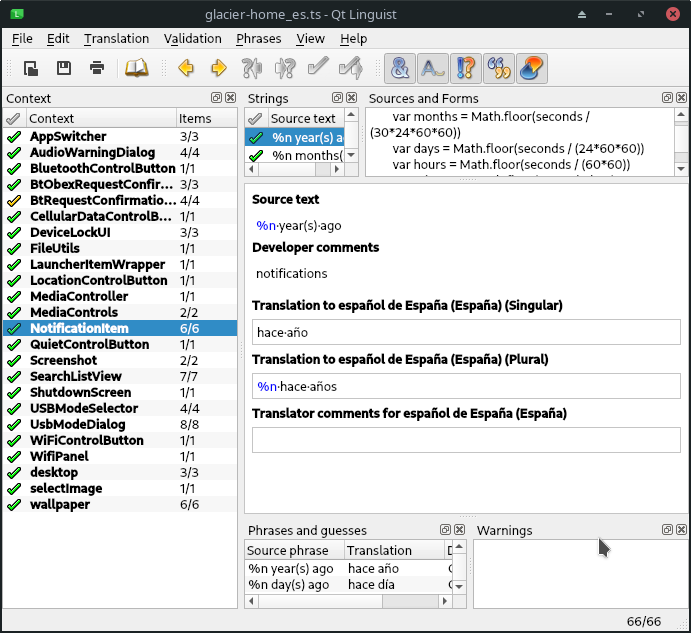 glacier-home_es.ts - Qt Linguist
File Edit Translation Validation Phrases View Help
Context
Context Items
AppSwitcher 3/3
AudioWarningDialog 4/4
BluetoothControlButton 1/1
BtObexRequestConfir... 3/3
BtRequestConfirmatio... 4/4
CellularDataControlB... 1/1
DeviceLockUI 3/3
FileUtils 1/1
LauncherItemWrapper 1/1
LocationControlButton 1/1
MediaController 1/1
MediaControls 2/2
NotificationItem 6/6
QuietControlButton 1/1
Screenshot 2/2
SearchListView 7/7
ShutdownScreen 1/1
USBModeSelector 4/4
UsbModeDialog 8/8
WiFiControlButton 1/1
WifiPanel 1/1
desktop 3/3
selectImage 1/1
wallpaper 6/6
Strings
Source text
%n year(s) a
%n months(
Sources and Forms
var months = Math.floor(seconds /
(30*24*60*60))
var days = Math.floor(seconds / (24*60*60))
var hours = Math.floor(seconds / (60*60))
Source text
%n·year(s)·ago
Developer comments
notifications
Translation to español de España (España) (Singular)
hace·año
Translation to español de España (España) (Plural)
%n·hace·años
Translator comments for español de España (España)
Phrases and guesses
Source phrase Translation
%n year(s) ago hace año
%n day(s) ago hace día
Warnings
66/66